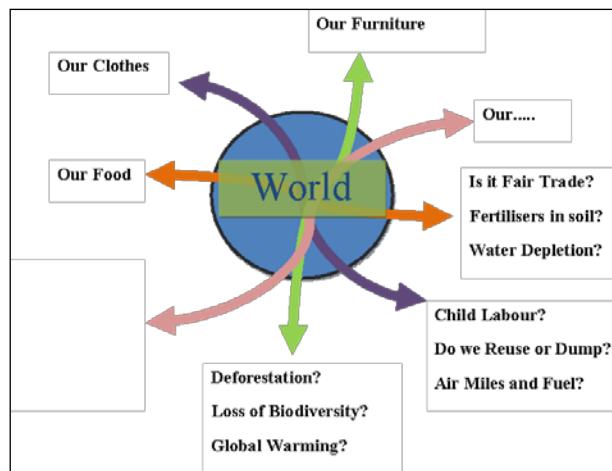 Our Furniture
Our Clothes
Our.....
Our Food
World
Is it Fair Trade?
Fertilisers in soil?
Water Depletion?
Child Labour?
Do we Reuse or Dump?
Air Miles and Fuel?
Deforestation?
Loss of Biodiversity?
Global Warming?